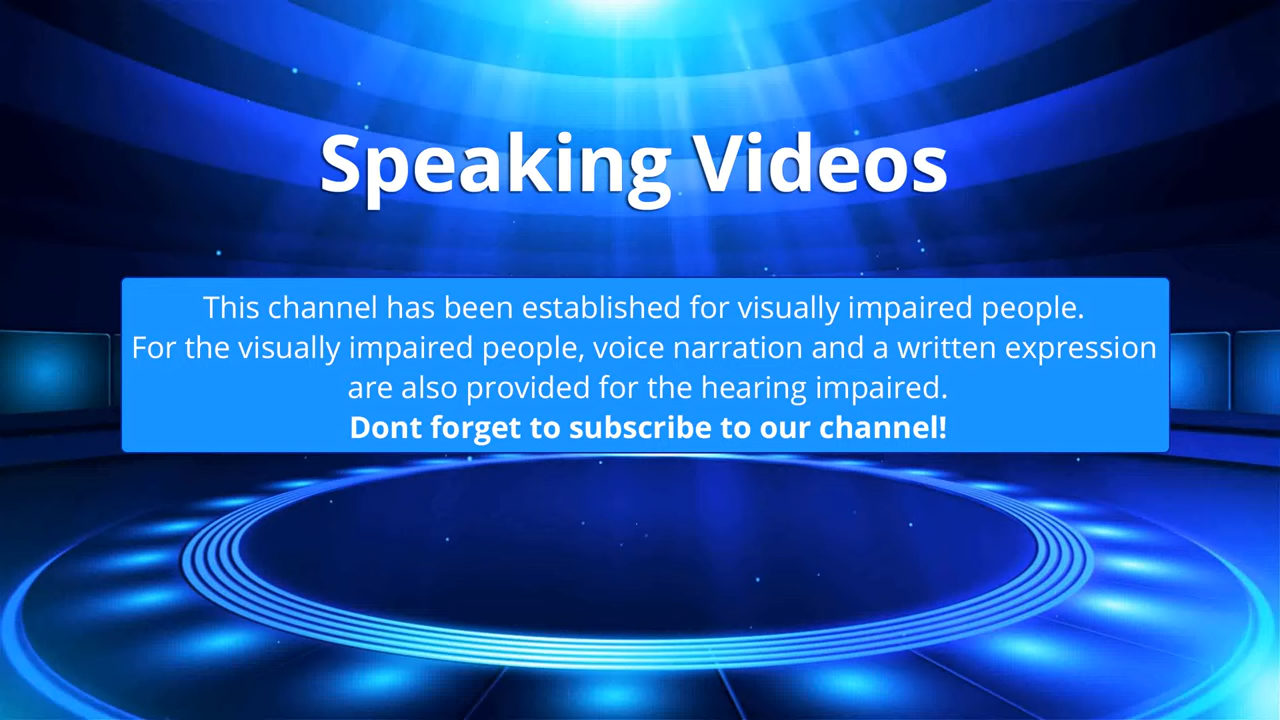 Speaking Videos
This channel has been established for visually impaired people.
For the visually impaired people, voice narration and a written expression
are also provided for the hearing impaired.
Dont forget to subscribe to our channel!